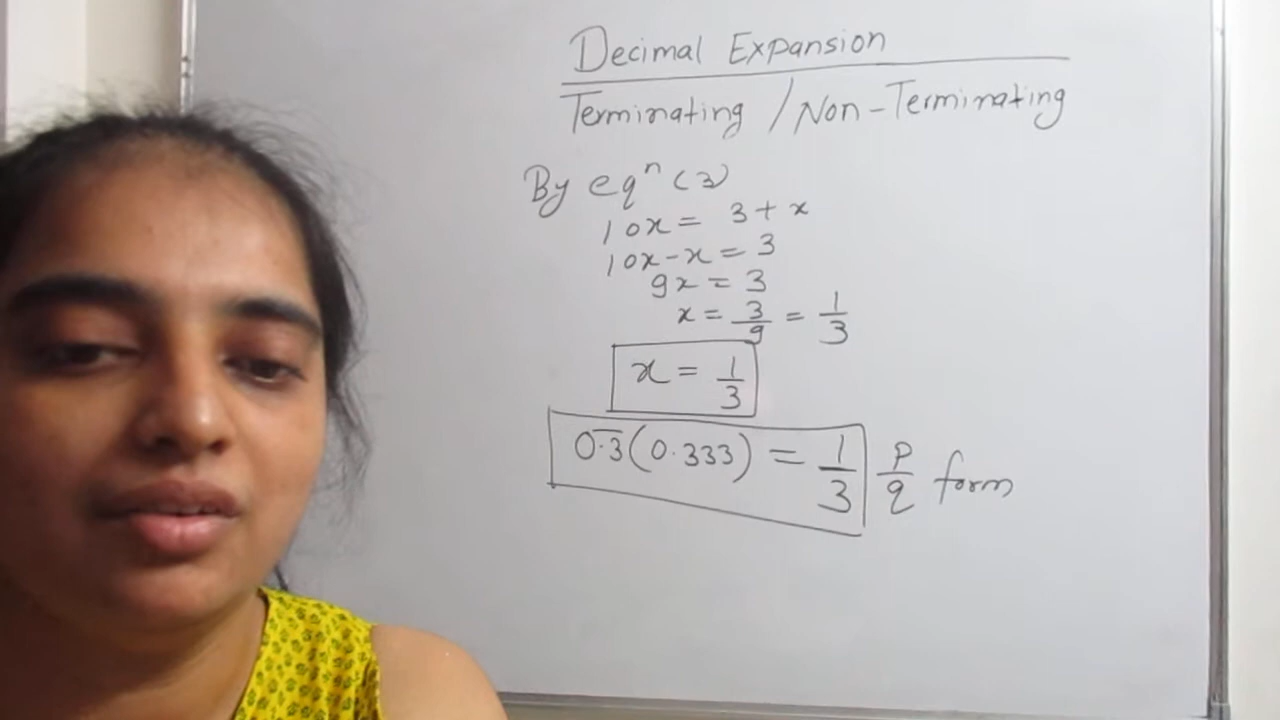 Decimal Expansion
Terminating / Non-Terminating
By eqⁿ (3)
10x = 3 + x
10x - x = 3
9x = 3
x = 3/9 = 1/3
x = 1/3
0.3̅ (0.333) = 1/3 p/q form